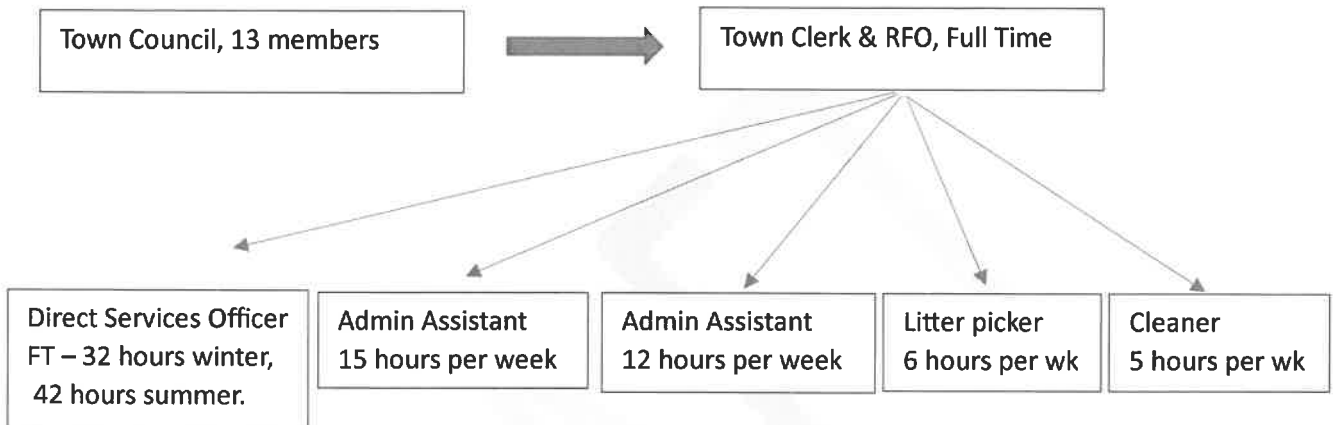 Town Council, 13 members
Town Clerk & RFO, Full Time
Direct Services Officer
FT – 32 hours winter,
42 hours summer.
Admin Assistant
15 hours per week
Admin Assistant
12 hours per week
Litter picker
6 hours per wk
Cleaner
5 hours per wk